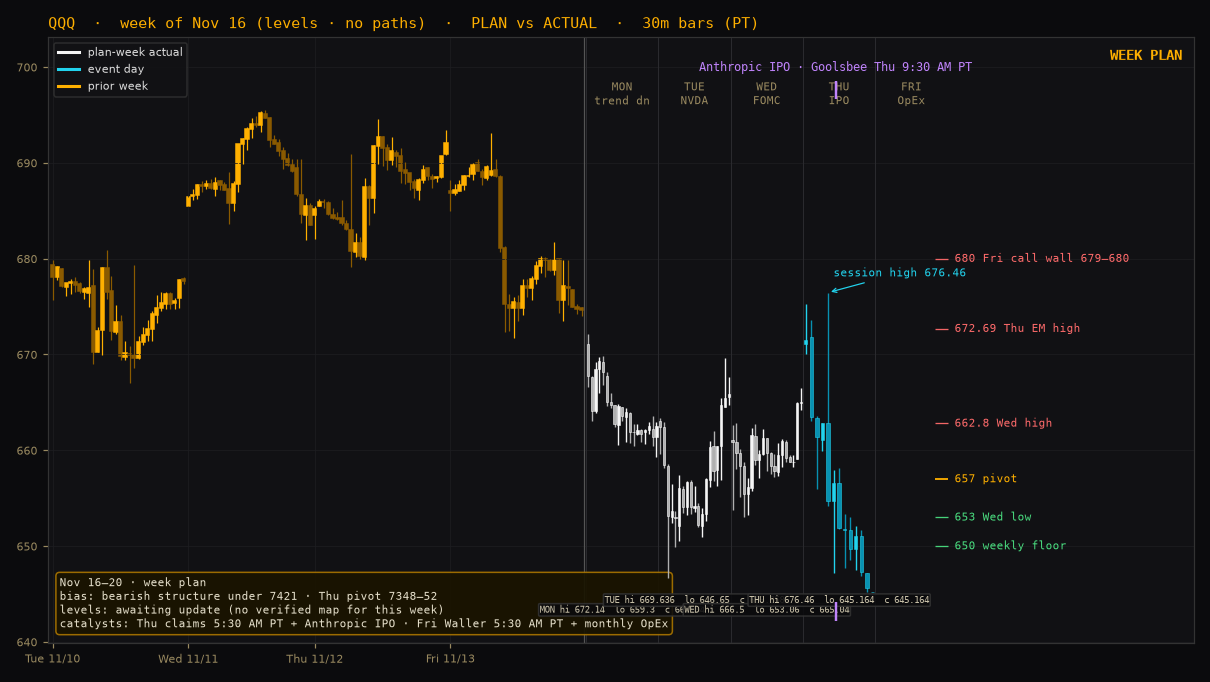 QQQ · week of Nov 16 (levels · no paths) · PLAN vs ACTUAL · 30m bars (PT)
plan-week actual
event day
prior week
WEEK PLAN
Anthropic IPO · Goolsbee Thu 9:30 AM PT
MON
trend dn
TUE
NVDA
WED
FOMC
THU
IPO
FRI
OpEx
700
690
680
670
660
650
640
680 Fri call wall 679–680
session high 676.46
672.69 Thu EM high
662.8 Wed high
657 pivot
653 Wed low
650 weekly floor
Nov 16–20 · week plan
bias: bearish structure under 7421 · Thu pivot 7348–52
levels: awaiting update (no verified map for this week)
catalysts: Thu claims 5:30 AM PT + Anthropic IPO · Fri Waller 5:30 AM PT + monthly OpEx
TUE hi 669.636 lo 646.65 c
THU hi 676.46 lo 645.164 c 645.164
MON hi 672.14 lo 659.3 c
WED hi 666.5 lo 653.06 c
Tue 11/10
Wed 11/11
Thu 11/12
Fri 11/13